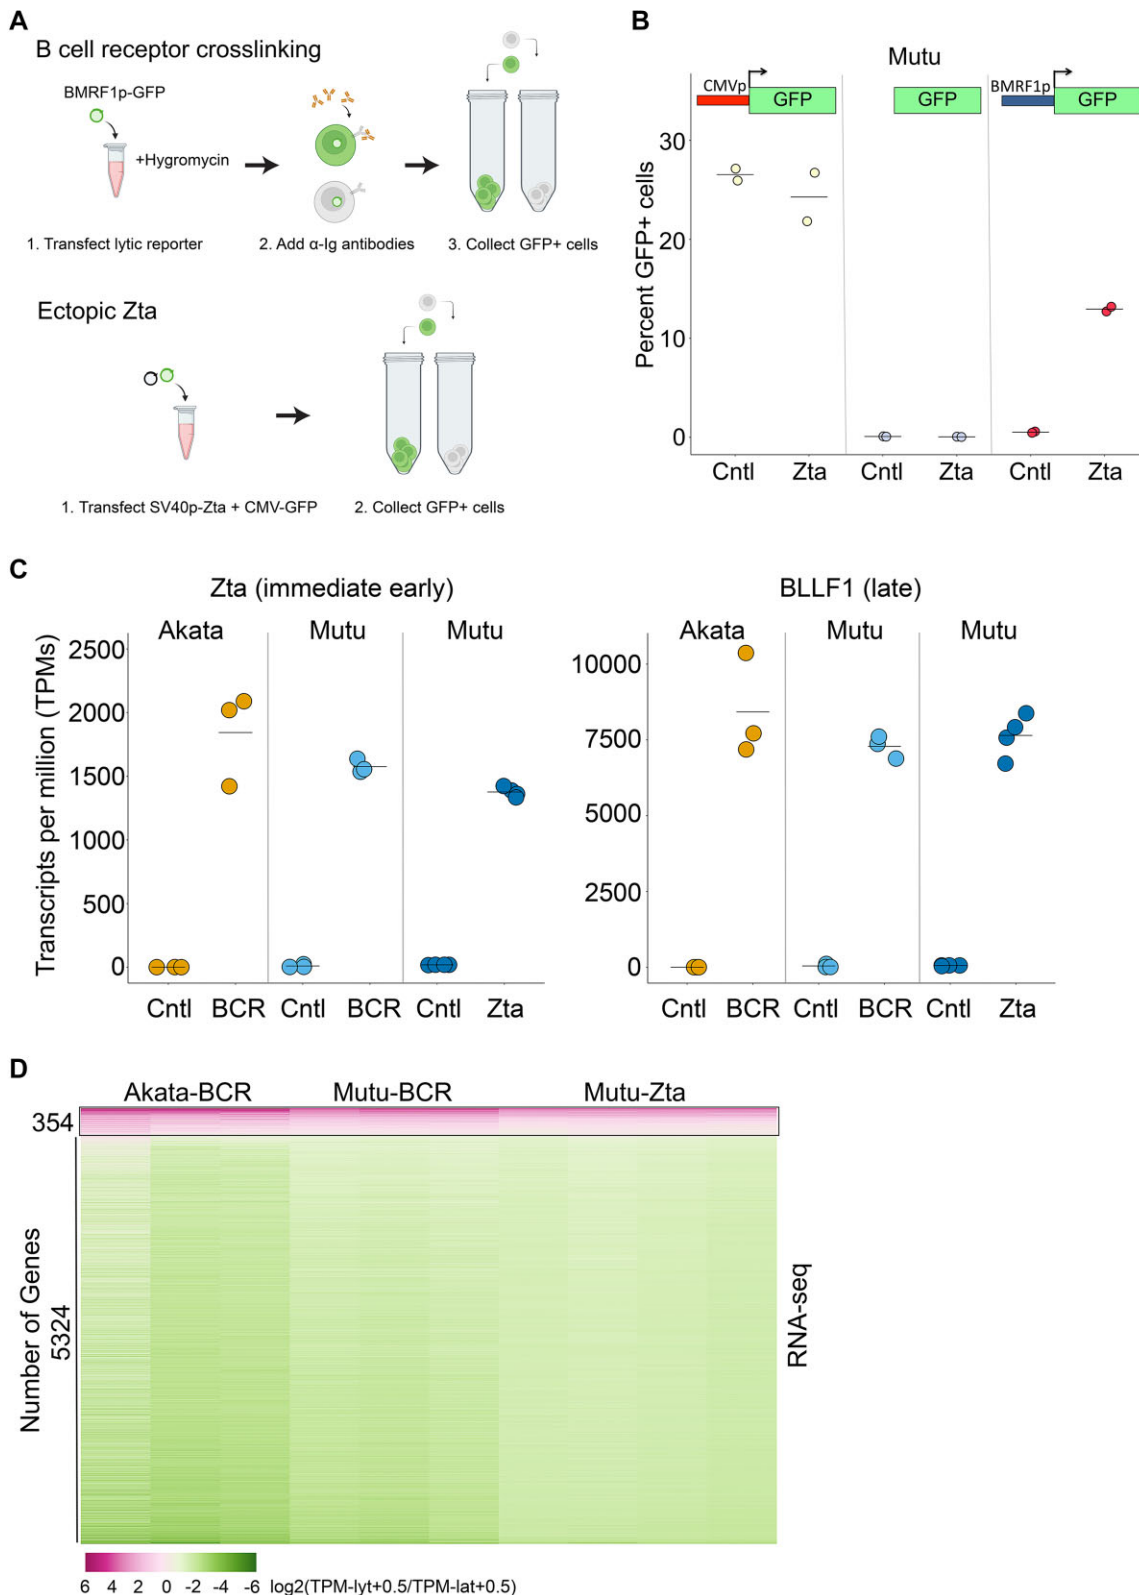 A
B cell receptor crosslinking
BMRF1p-GFP
+Hygromycin
1. Transfect lytic reporter
2. Add α-Ig antibodies
3. Collect GFP+ cells
Ectopic Zta
1. Transfect SV40p-Zta + CMV-GFP
2. Collect GFP+ cells
B
Mutu
CMVp
GFP
GFP
BMRF1p
GFP
Percent GFP+ cells
30
20
10
0
Cntl
Zta
Cntl
Zta
Cntl
Zta
C
Zta (immediate early)
Akata
Mutu
Mutu
Transcripts per million (TPMs)
2500
2000
1500
1000
500
0
Cntl
BCR
Cntl
BCR
Cntl
Zta
BLLF1 (late)
Akata
Mutu
Mutu
10000
7500
5000
2500
0
Cntl
BCR
Cntl
BCR
Cntl
Zta
D
Akata-BCR
Mutu-BCR
Mutu-Zta
354
Number of Genes
5324
RNA-seq
6 4 2 0 -2 -4 -6 log2(TPM-lyt+0.5/TPM-lat+0.5)